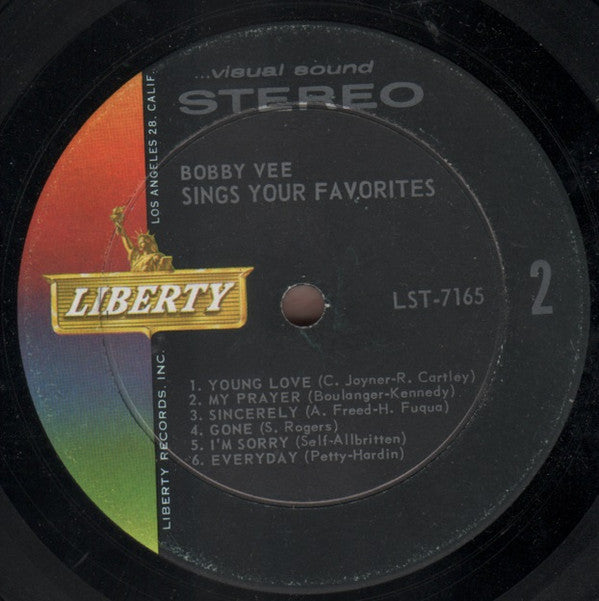 ...visual sound
STEREO
BOBBY VEE
SINGS YOUR FAVORITES
LIBERTY
LST-7165
2
1. YOUNG LOVE (C. Joyner-R. Cartley)
2. MY PRAYER (Boulanger-Kennedy)
3. SINCERELY (A. Freed-H. Fuqua)
4. GONE (S. Rogers)
5. I'M SORRY (Self-Allbritten)
6. EVERYDAY (Petty-Hardin)
LIBERTY RECORDS, INC.
LOS ANGELES 28, CALIF.